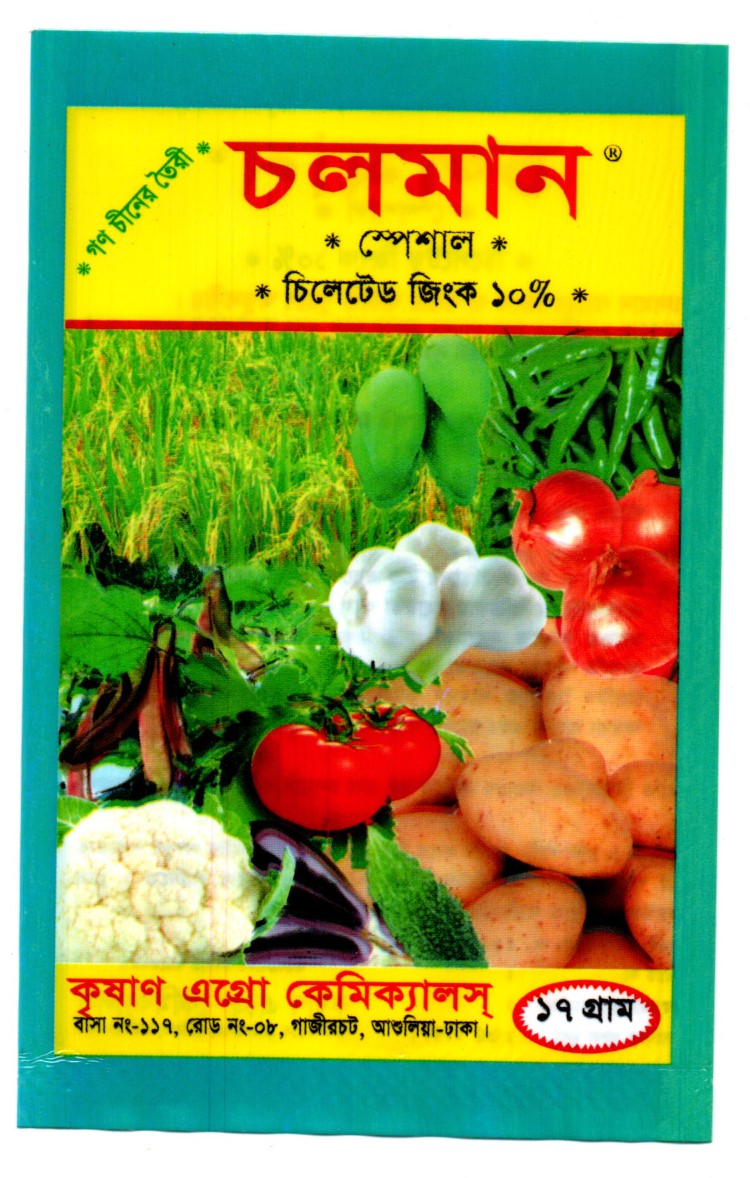 * গণ চীনের তৈরী *
চলমান ®
* স্পেশাল *
* চিলেটেড জিংক ১০% *
কৃষাণ এগ্রো কেমিক্যালস্
বাসা নং-১১৭, রোড নং-০৮, গাজীরচট, আশুলিয়া-ঢাকা।
১৭ গ্রাম